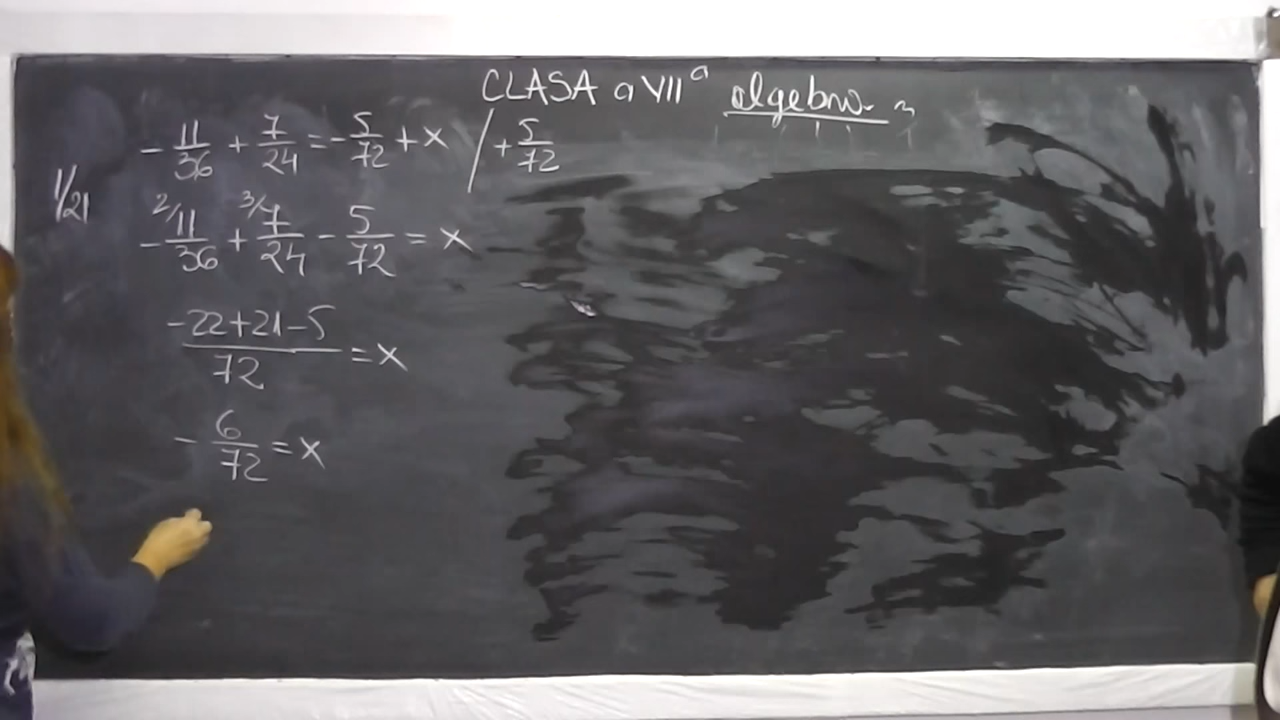 CLASA a VII a algebra
-11/36 + 7/24 = -5/72 + x / +5/72
1/21
-2/11/36 + 3/7/24 - 5/72 = x
-22+21-5/72 = x
-6/72 = x